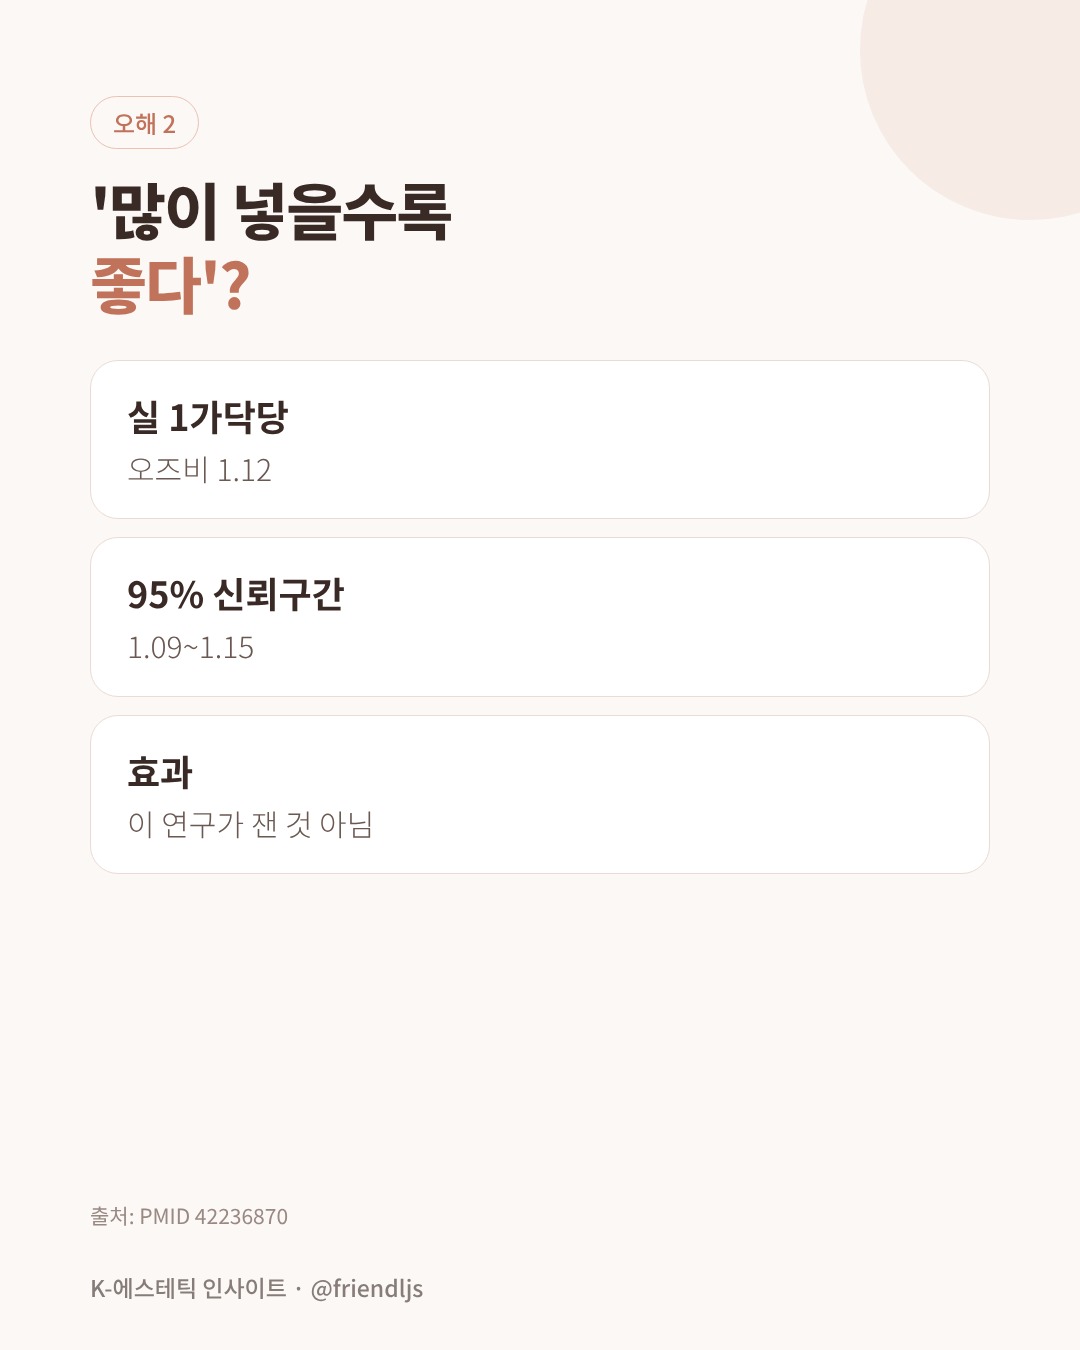 오해 2
'많이 넣을수록
좋다'?
실 1가닥당
오즈비 1.12
95% 신뢰구간
1.09~1.15
효과
이 연구가 잰 것 아님
출처: PMID 42236870
K-에스테틱 인사이트 · @friendljs